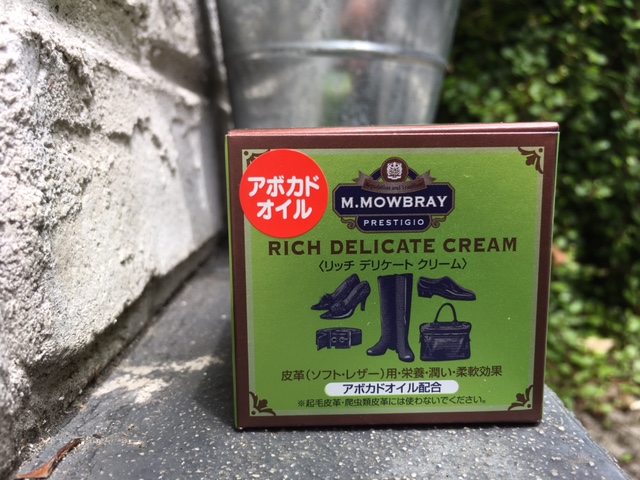 アボカド
オイル
Reputation and Tradition
M.MOWBRAY
PRESTIGIO
RICH DELICATE CREAM
〈リッチ デリケート クリーム〉
皮革(ソフト・レザー)用・栄養・潤い・柔軟効果
アボカドオイル配合
※起毛皮革・爬虫類皮革には使わないでください。